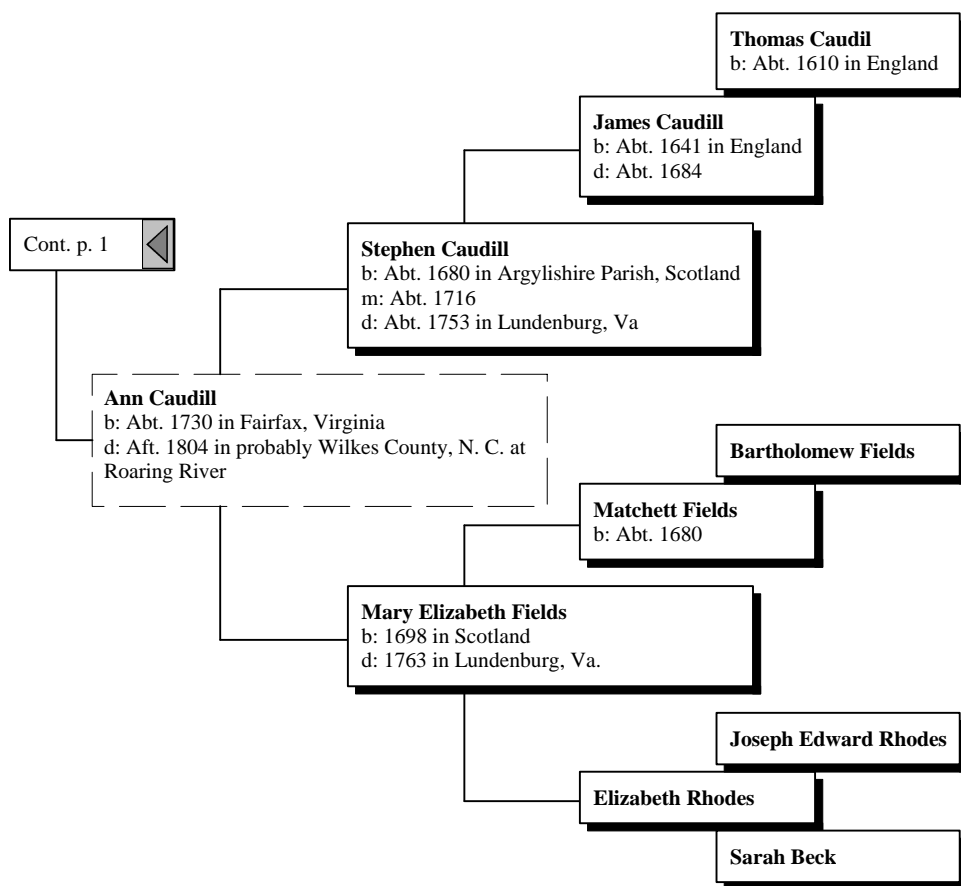 Thomas Caudil
b: Abt. 1610 in England
James Caudill
b: Abt. 1641 in England
d: Abt. 1684
Cont. p. 1
Stephen Caudill
b: Abt. 1680 in Argylishire Parish, Scotland
m: Abt. 1716
d: Abt. 1753 in Lundenburg, Va
Ann Caudill
b: Abt. 1730 in Fairfax, Virginia
d: Aft. 1804 in probably Wilkes County, N. C. at
Roaring River
Bartholomew Fields
Matchett Fields
b: Abt. 1680
Mary Elizabeth Fields
b: 1698 in Scotland
d: 1763 in Lundenburg, Va.
Joseph Edward Rhodes
Elizabeth Rhodes
Sarah Beck